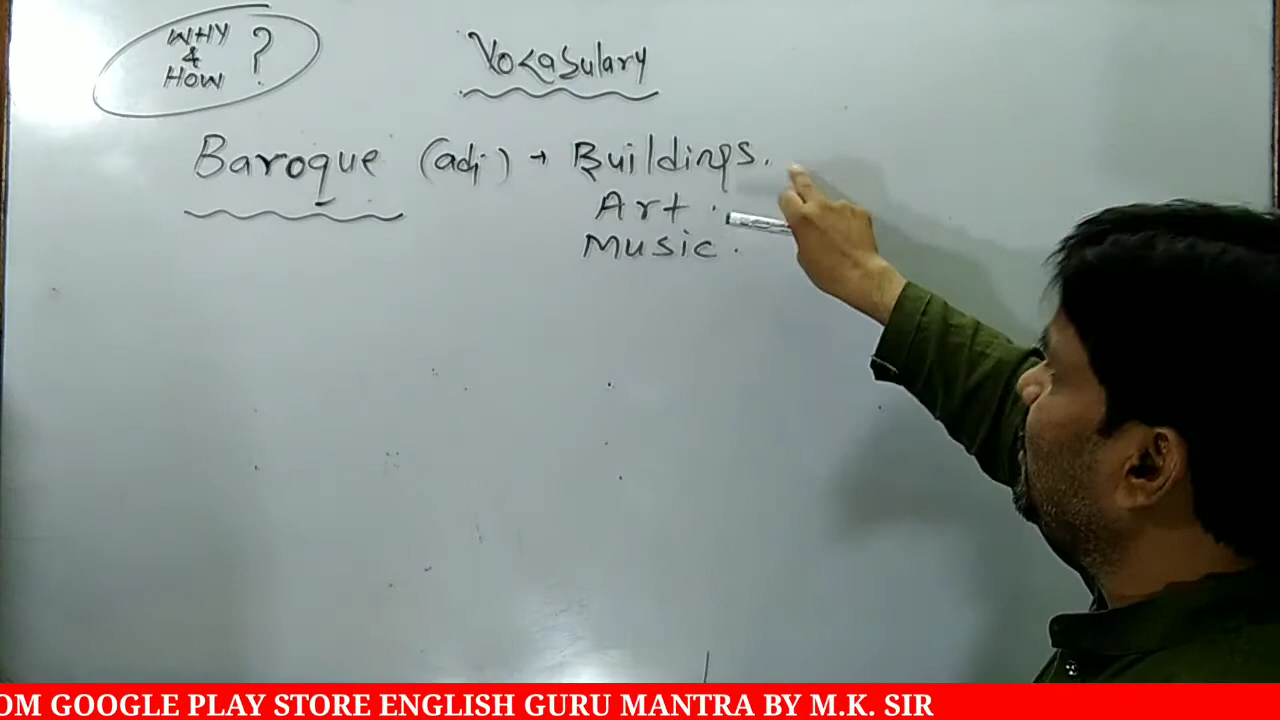 WHY
&
HOW ?
Vocabulary
Baroque (adj) → Buildings.
Art.
Music.
OM GOOGLE PLAY STORE ENGLISH GURU MANTRA BY M.K. SIR